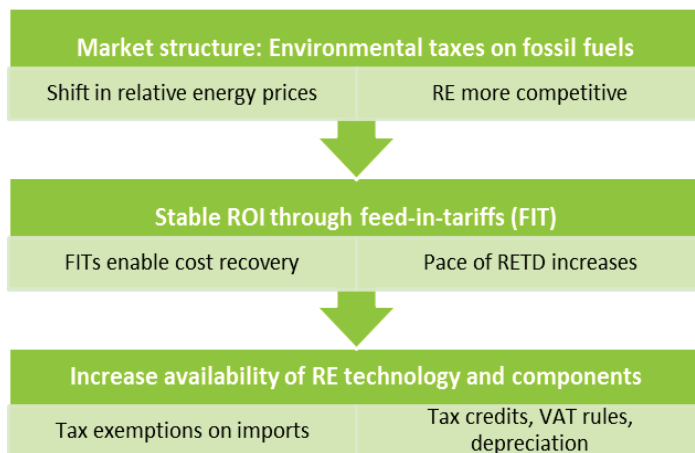 Market structure: Environmental taxes on fossil fuels
Shift in relative energy prices
RE more competitive
Stable ROI through feed-in-tariffs (FIT)
FITs enable cost recovery
Pace of RETD increases
Increase availability of RE technology and components
Tax exemptions on imports
Tax credits, VAT rules,
depreciation